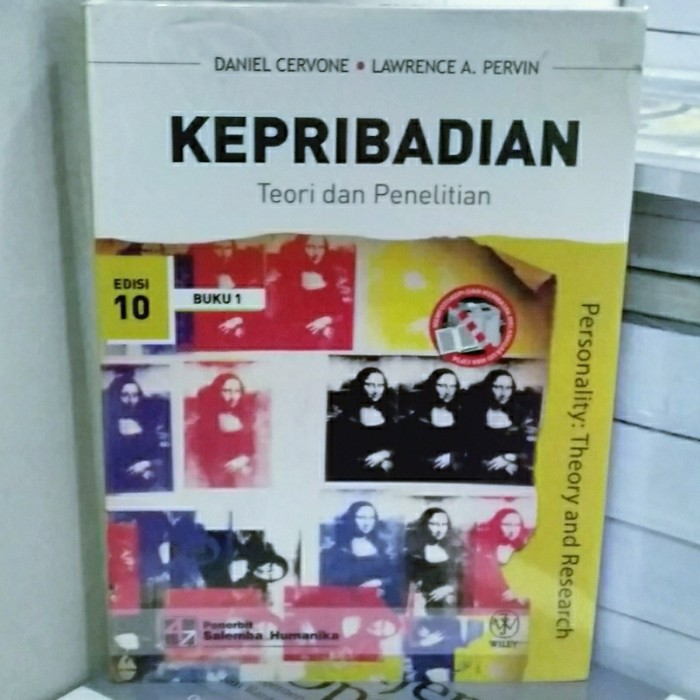 DANIEL CERVONE • LAWRENCE A. PERVIN
KEPRIBADIAN
Teori dan Penelitian
EDISI
10
BUKU 1
Personality: Theory and Research
Penerbit
Salemba Humanika
WILEY